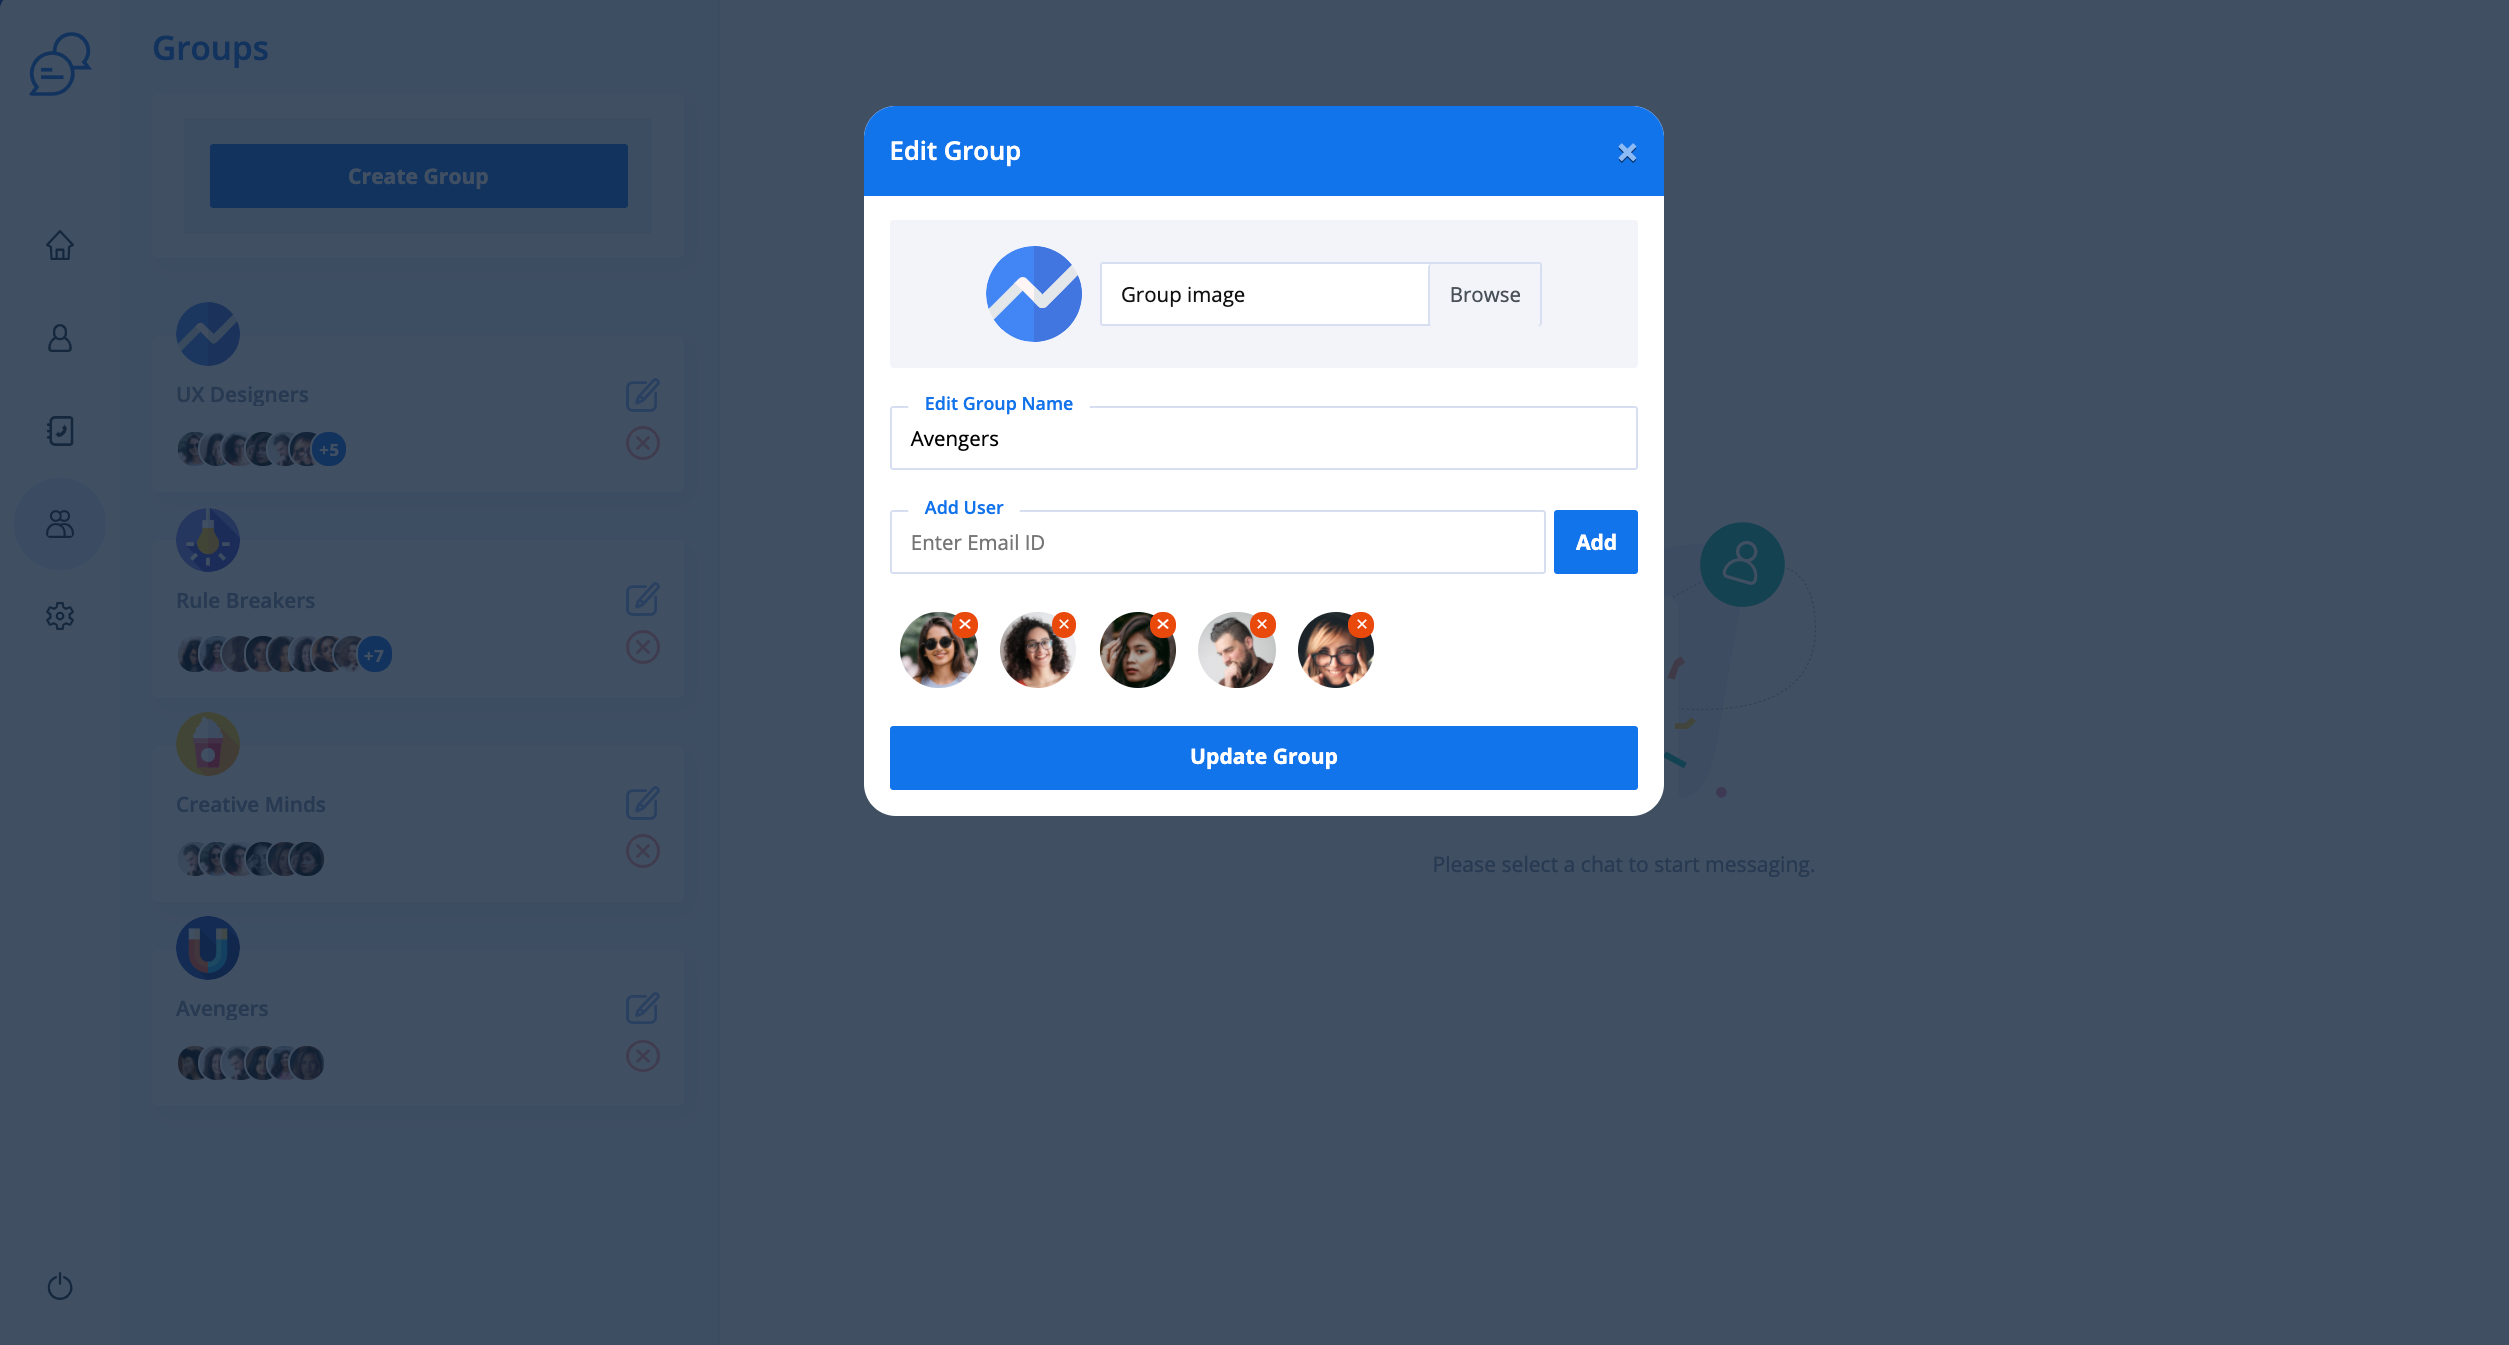 Groups
Create Group
UX Designers
+5
Rule Breakers
+7
Creative Minds
Avengers
Edit Group
Group image
Browse
Edit Group Name
Avengers
Add User
Enter Email ID
Add
Update Group
Please select a chat to start messaging.